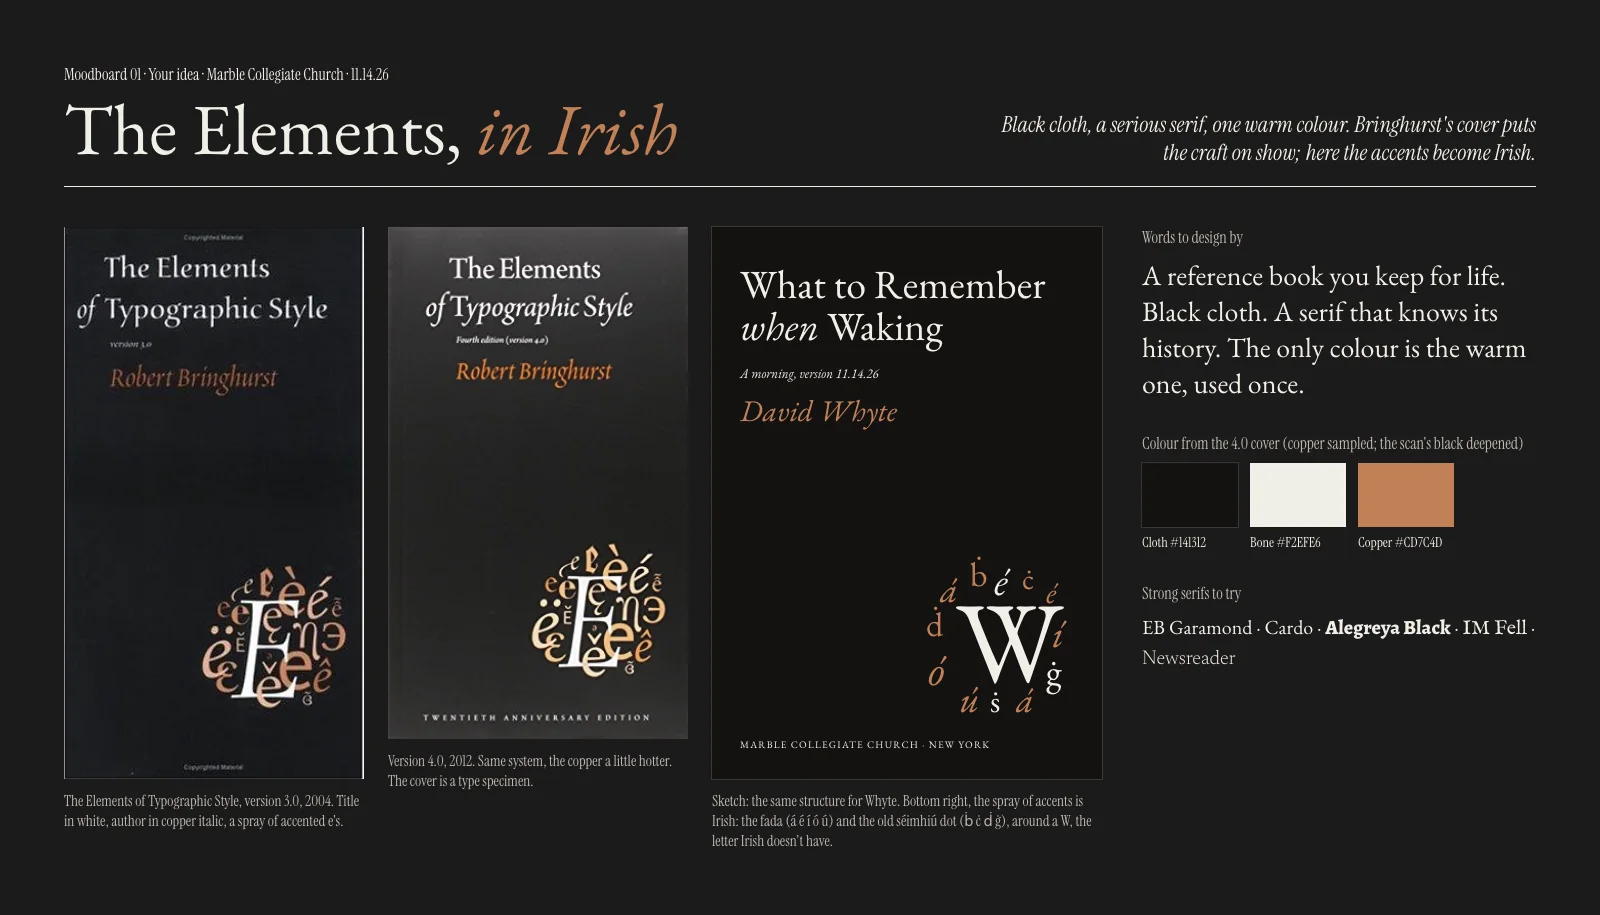 Moodboard 01 · Your idea · Marble Collegiate Church · 11.14.26
The Elements, in Irish
Black cloth, a serious serif, one warm colour. Bringhurst's cover puts
the craft on show; here the accents become Irish.
Copyrighted Material
The Elements
of Typographic Style
version 3.0
Robert Bringhurst
E
Copyrighted Material
The Elements of Typographic Style, version 3.0, 2004. Title
in white, author in copper italic, a spray of accented e's.
The Elements
of Typographic Style
Fourth edition (version 4.0)
Robert Bringhurst
E
TWENTIETH ANNIVERSARY EDITION
Version 4.0, 2012. Same system, the copper a little hotter.
The cover is a type specimen.
What to Remember
when Waking
A morning, version 11.14.26
David Whyte
á ḃ é ċ é
ḋ W í
ó ġ
ú ṡ á
MARBLE COLLEGIATE CHURCH · NEW YORK
Sketch: the same structure for Whyte. Bottom right, the spray of accents is
Irish: the fada (á é í ó ú) and the old séimhiú dot (ḃ ċ ḋ ġ), around a W, the
letter Irish doesn't have.
Words to design by
A reference book you keep for life.
Black cloth. A serif that knows its
history. The only colour is the warm
one, used once.
Colour from the 4.0 cover (copper sampled; the scan's black deepened)
Cloth #141312
Bone #F2EFE6
Copper #CD7C4D
Strong serifs to try
EB Garamond · Cardo · Alegreya Black · IM Fell ·
Newsreader